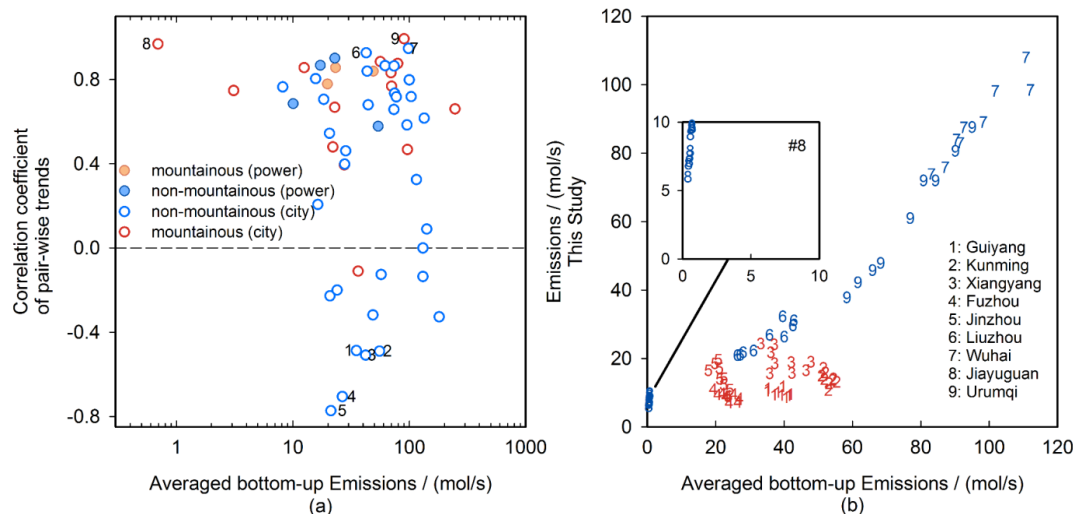 0.8
0.4
0.0
-0.4
-0.8
Correlation coefficient
of pair-wise trends
8
6
9
7
mountainous (power)
non-mountainous (power)
non-mountainous (city)
mountainous (city)
1
3
2
4
5
1
10
100
1000
Averaged bottom-up Emissions / (mol/s)
(a)
120
100
80
60
40
20
0
Emissions / (mol/s)
This Study
10
5
0
#8
0
5
10
1: Guiyang
2: Kunming
3: Xiangyang
4: Fuzhou
5: Jinzhou
6: Liuzhou
7: Wuhai
8: Jiayuguan
9: Urumqi
0
20
40
60
80
100
120
Averaged bottom-up Emissions / (mol/s)
(b)